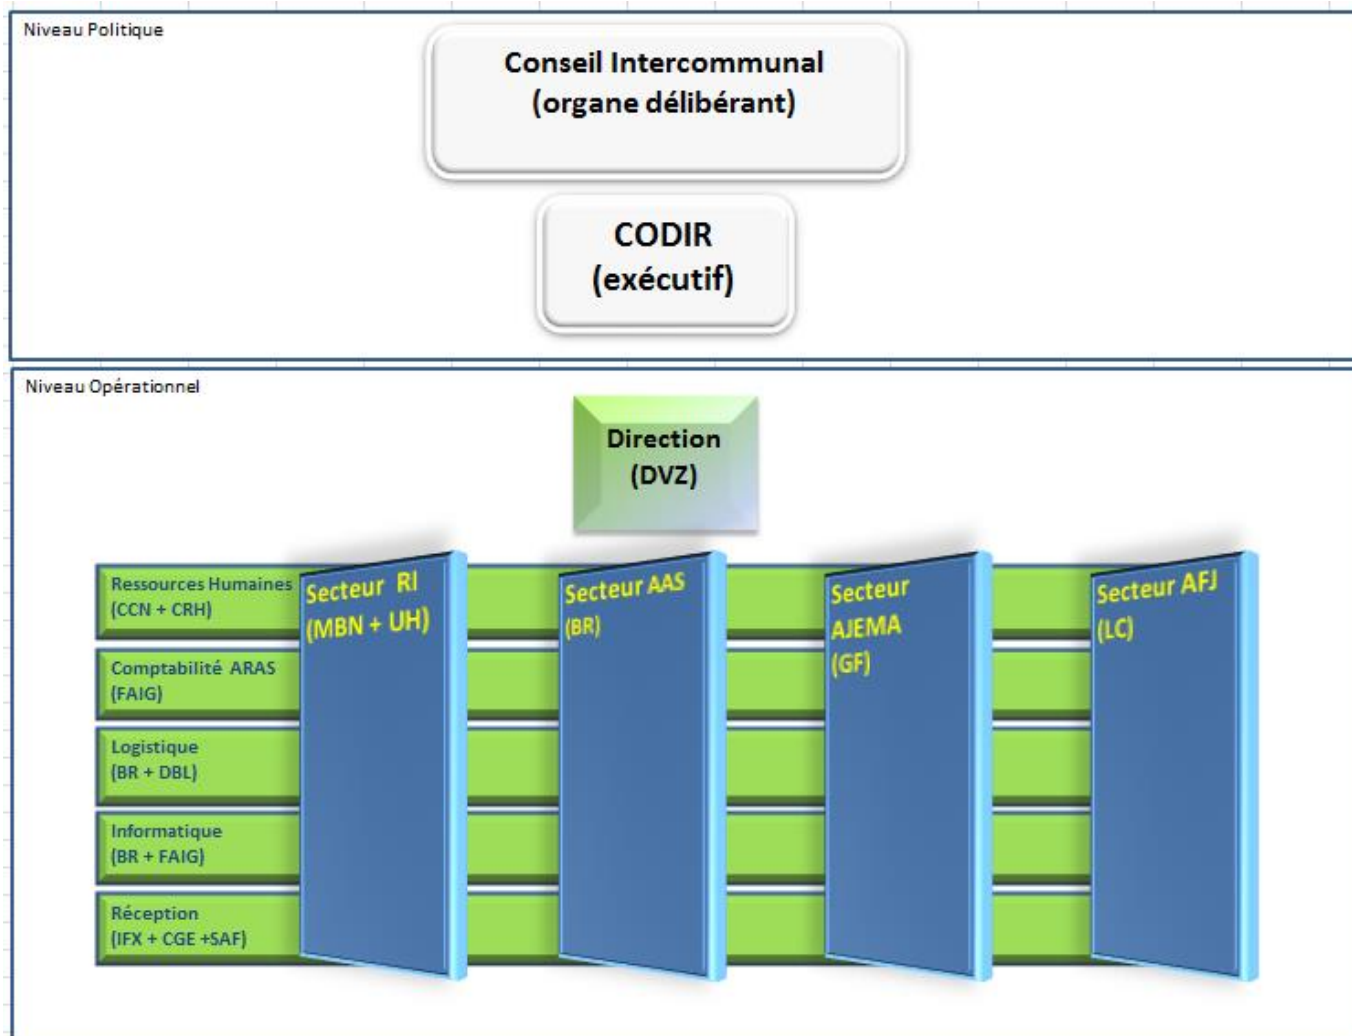 Niveau Politique
Conseil Intercommunal
(organe délibérant)
CODIR
(exécutif)
Niveau Opérationnel
Direction
(DVZ)
Ressources Humaines
(CCN + CRH)
Comptabilité ARAS
(FAIG)
Logistique
(BR + DBL)
Informatique
(BR + FAIG)
Réception
(IFX + CGE +SAF)
Secteur RI
(MBN + UH)
Secteur AAS
(BR)
Secteur
AJEMA
(GF)
Secteur AFJ
(LC)